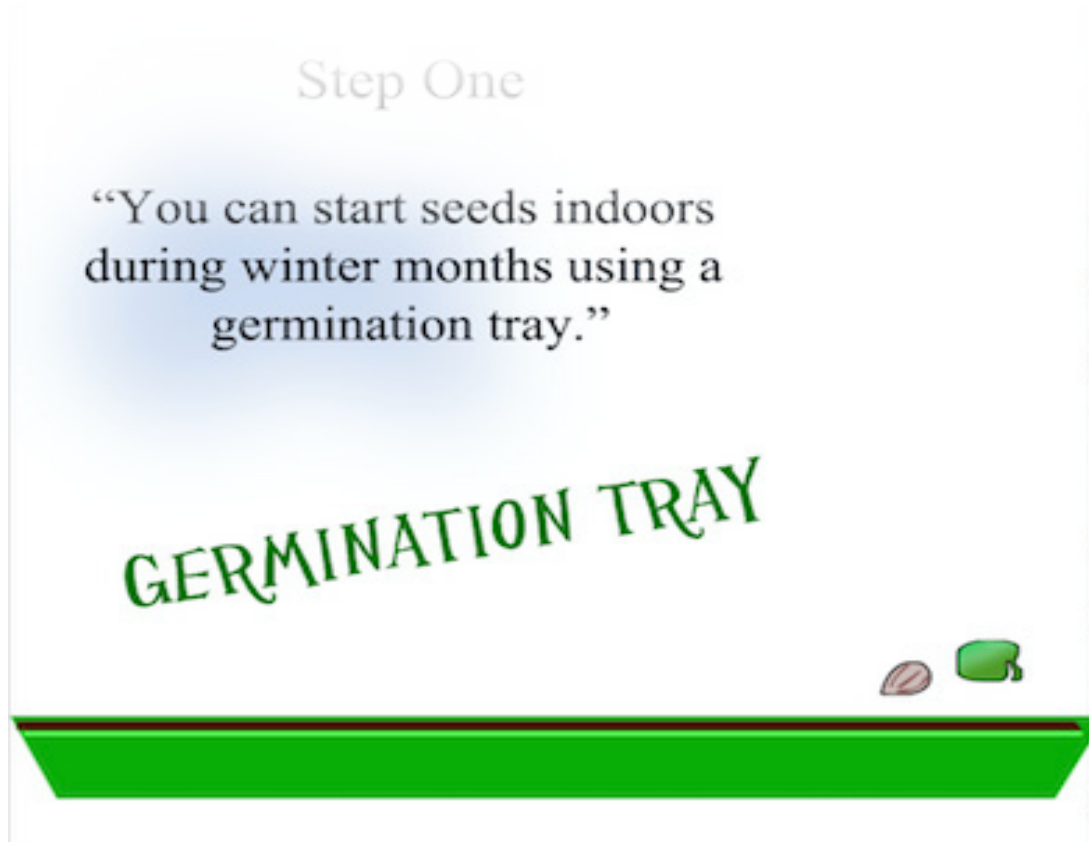 Step One
“You can start seeds indoors
during winter months using a
germination tray.”
GERMINATION TRAY